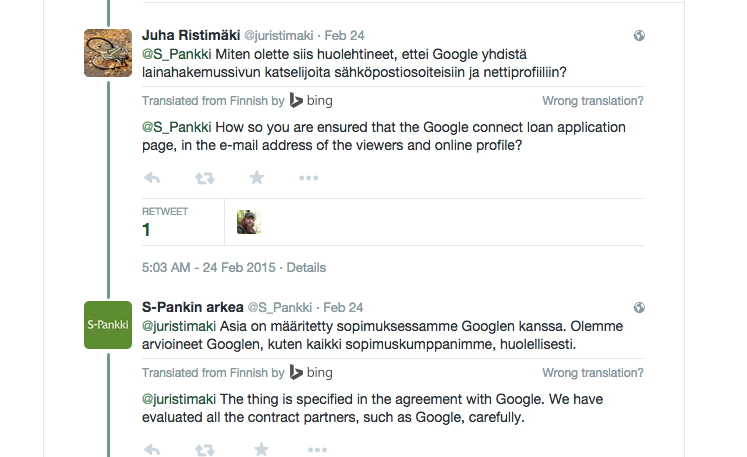 Juha Ristimäki @juristimaki · Feb 24
@S_Pankki Miten olette siis huolehtineet, ettei Google yhdistä
lainahakemussivun katselijoita sähköpostiosoiteisiin ja nettiprofiiliin?
Translated from Finnish by bing Wrong translation?
@S_Pankki How so you are ensured that the Google connect loan application
page, in the e-mail address of the viewers and online profile?
RETWEET
1
5:03 AM - 24 Feb 2015 · Details
S-Pankki
S-Pankin arkea @S_Pankki · Feb 24
@juristimaki Asia on määritetty sopimuksessamme Googlen kanssa. Olemme
arvioineet Googlen, kuten kaikki sopimuskumppanimme, huolellisesti.
Translated from Finnish by bing Wrong translation?
@juristimaki The thing is specified in the agreement with Google. We have
evaluated all the contract partners, such as Google, carefully.